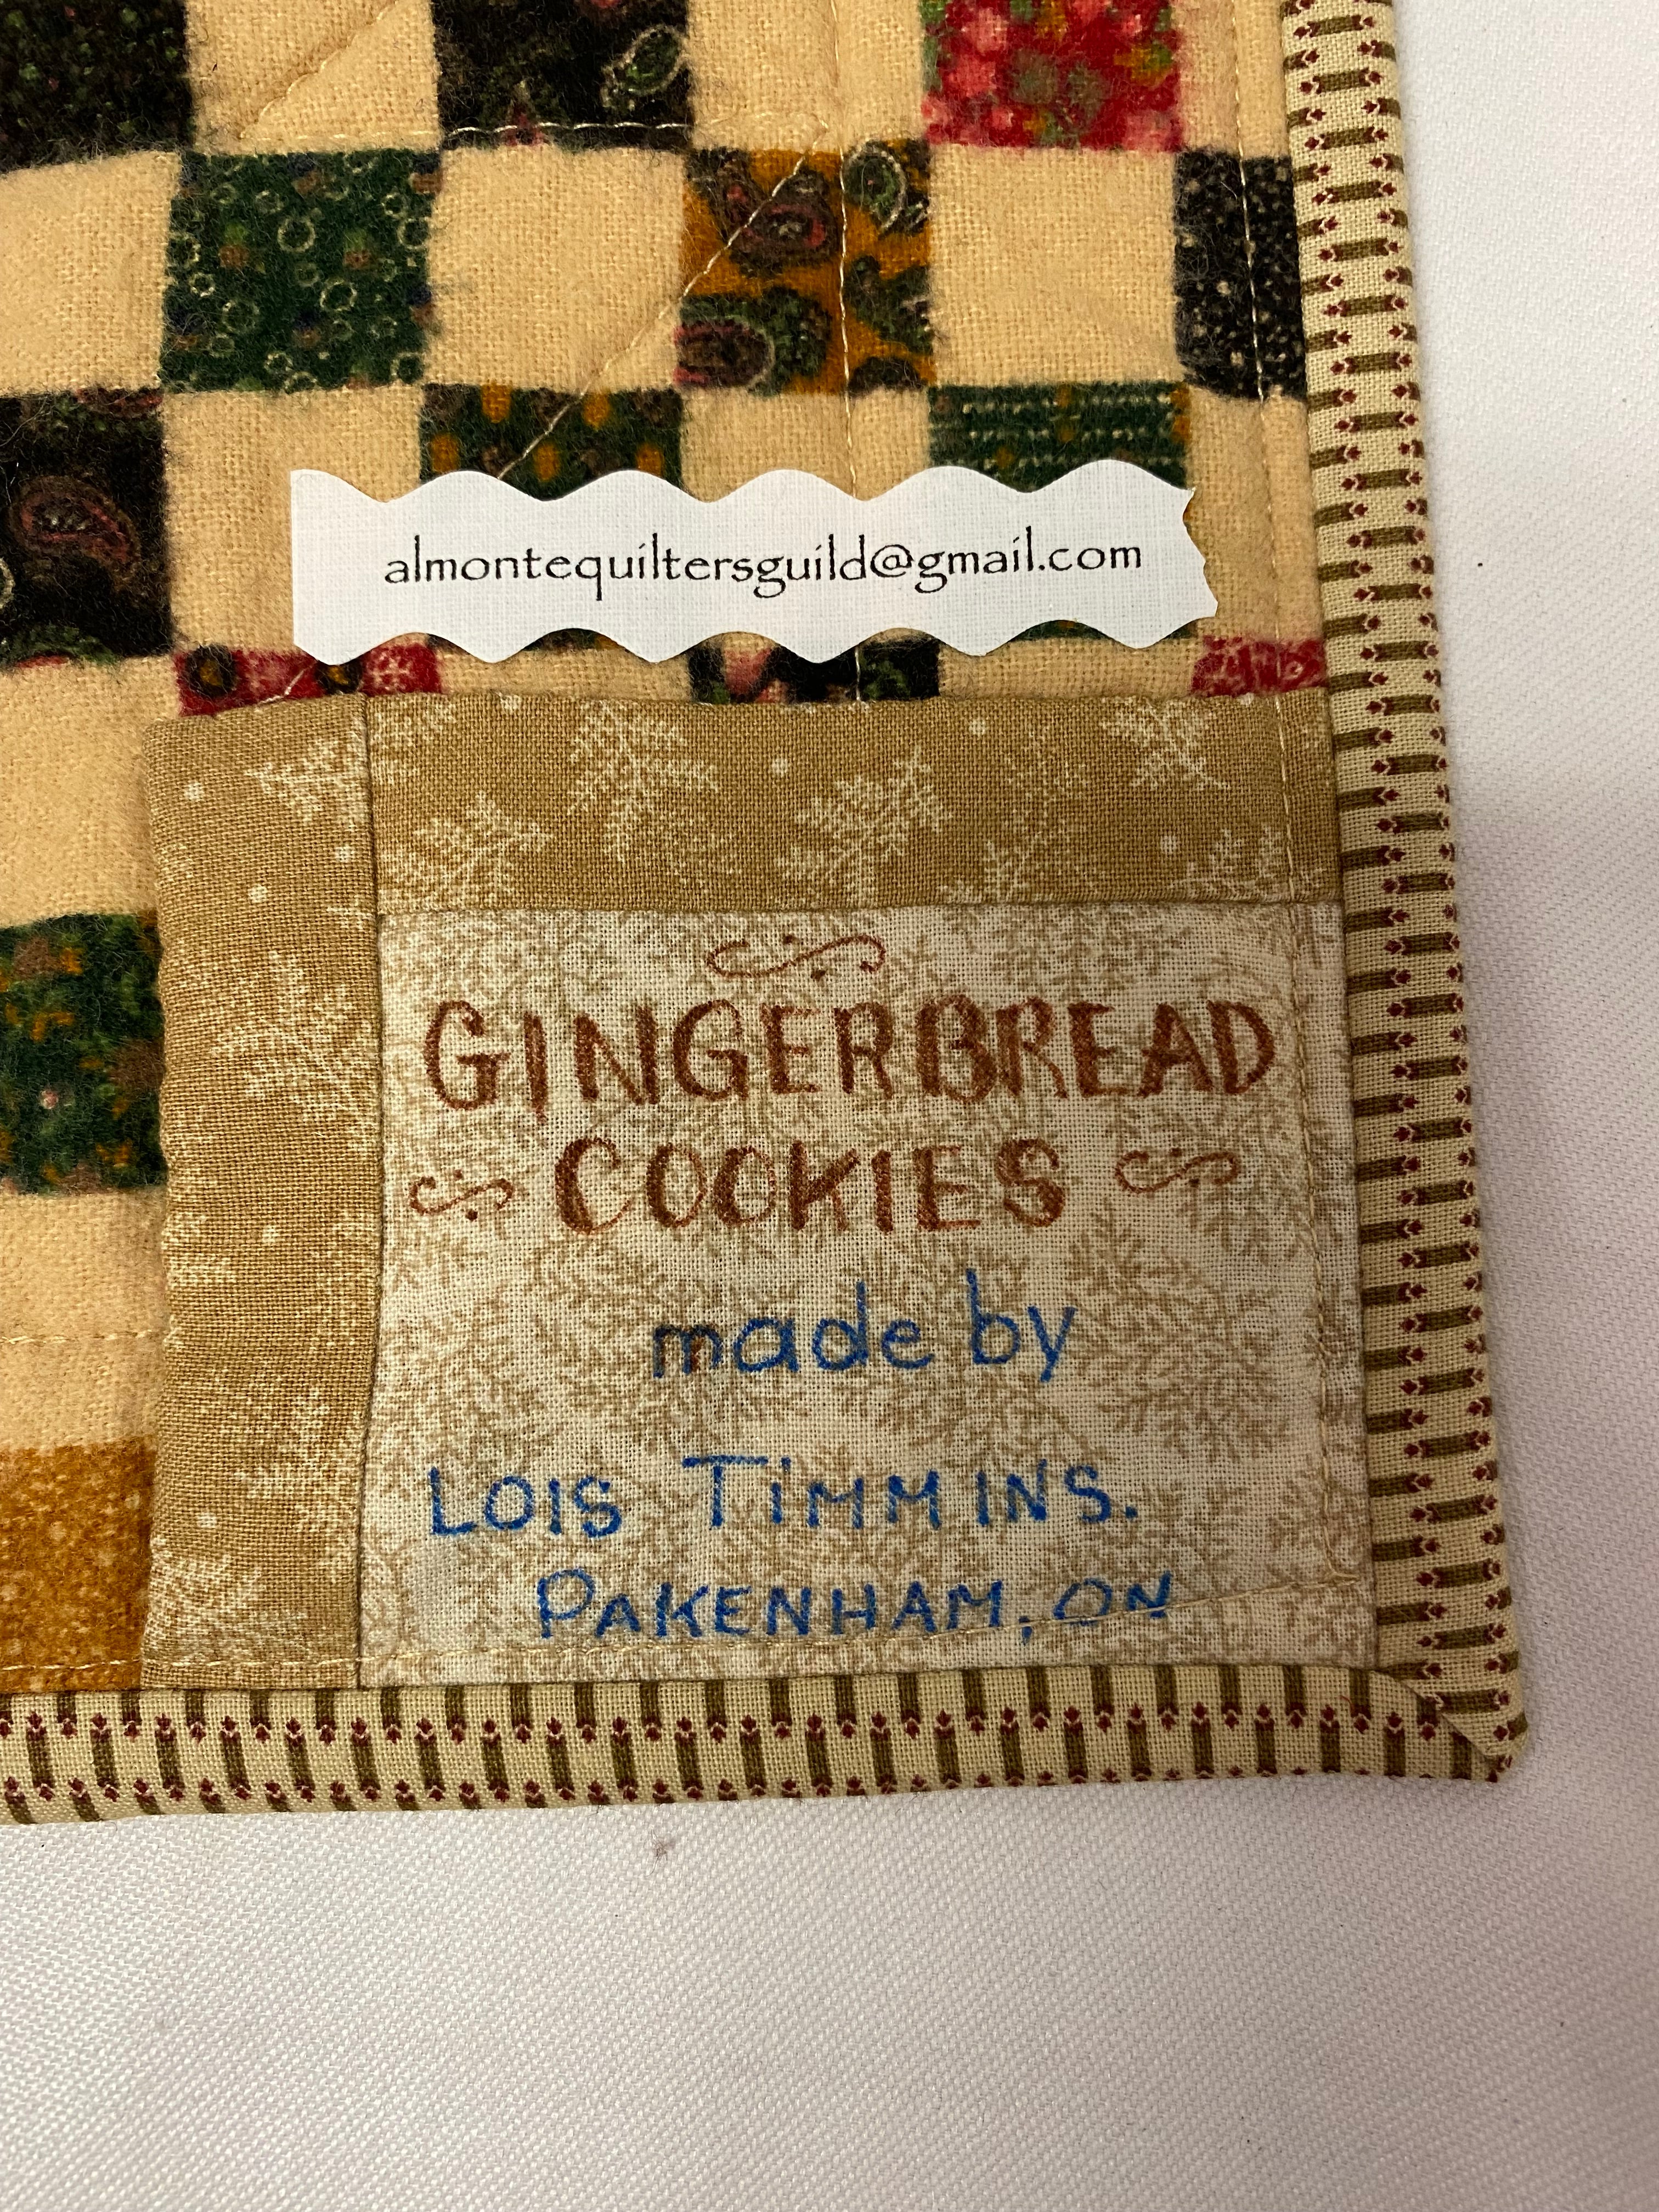 almontequiltersguild@gmail.com
GINGERBREAD
COOKIES
made by
LOIS TIMMINS.
PAKENHAM, ON